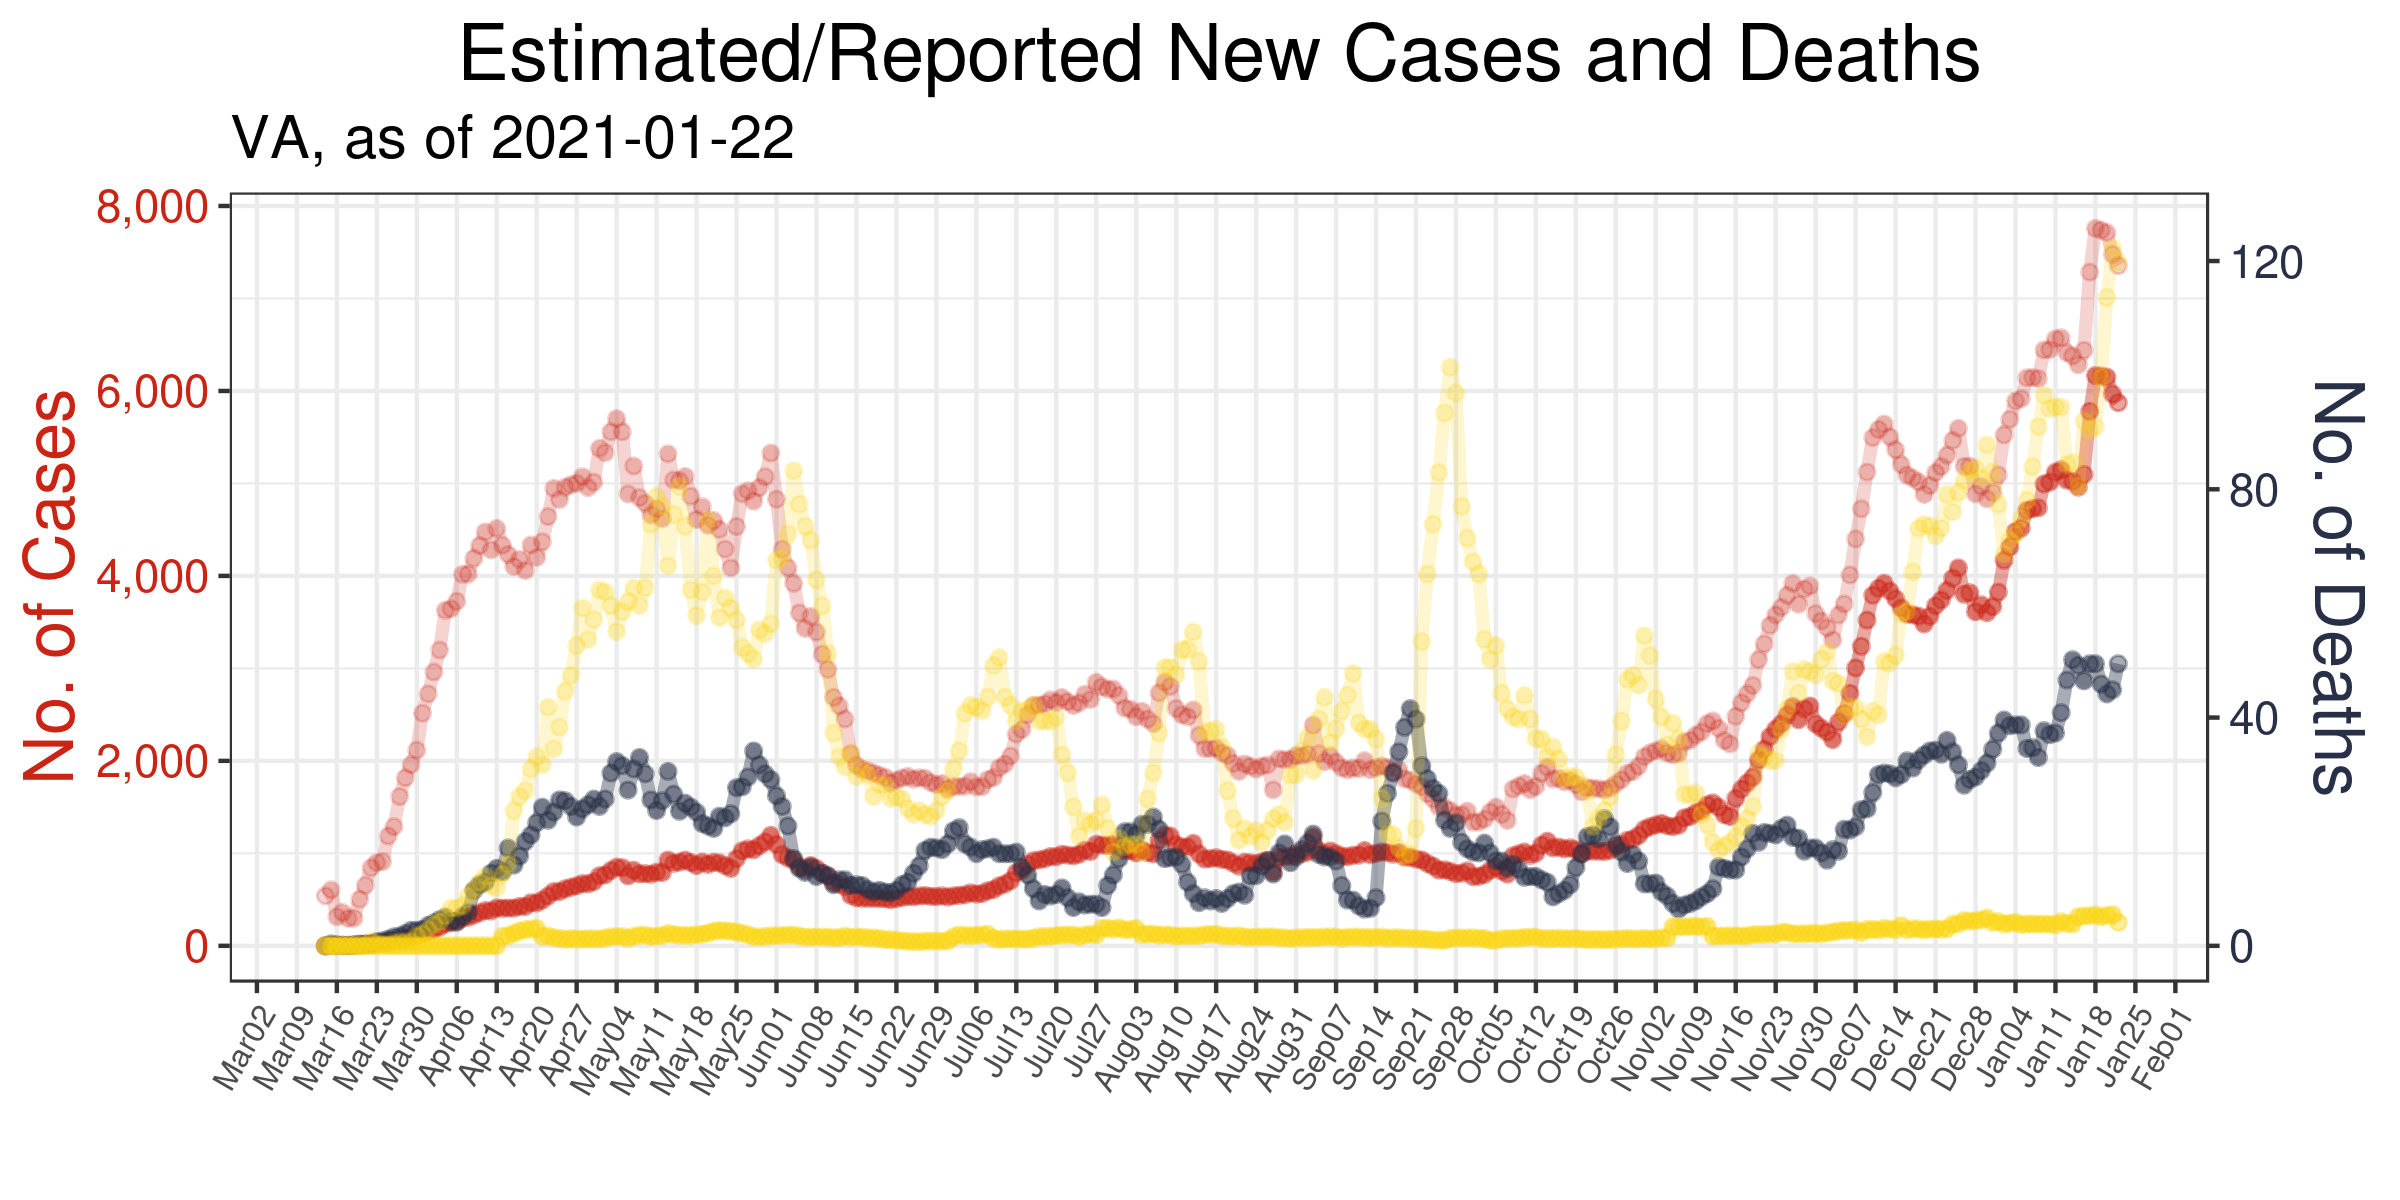 Estimated/Reported New Cases and Deaths
VA, as of 2021-01-22
No. of Cases
8,000
6,000
4,000
2,000
0
120
80
40
0
No. of Deaths
Mar02
Mar09
Mar16
Mar23
Mar30
Apr06
Apr13
Apr20
Apr27
May04
May11
May18
May25
Jun01
Jun08
Jun15
Jun22
Jun29
Jul06
Jul13
Jul20
Jul27
Aug03
Aug10
Aug17
Aug24
Aug31
Sep07
Sep14
Sep21
Sep28
Oct05
Oct12
Oct19
Oct26
Nov02
Nov09
Nov16
Nov23
Nov30
Dec07
Dec14
Dec21
Dec28
Jan04
Jan11
Jan18
Jan25
Feb01